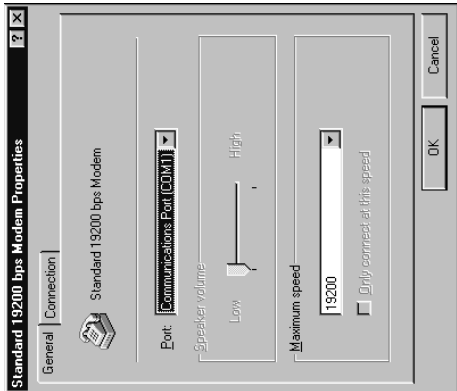 Standard 19200 bps Modem Properties
? X
General Connection
Standard 19200 bps Modem
Port: Communications Port (COM1)
Speaker volume
Low High
Maximum speed
19200
Only connect at this speed
OK Cancel